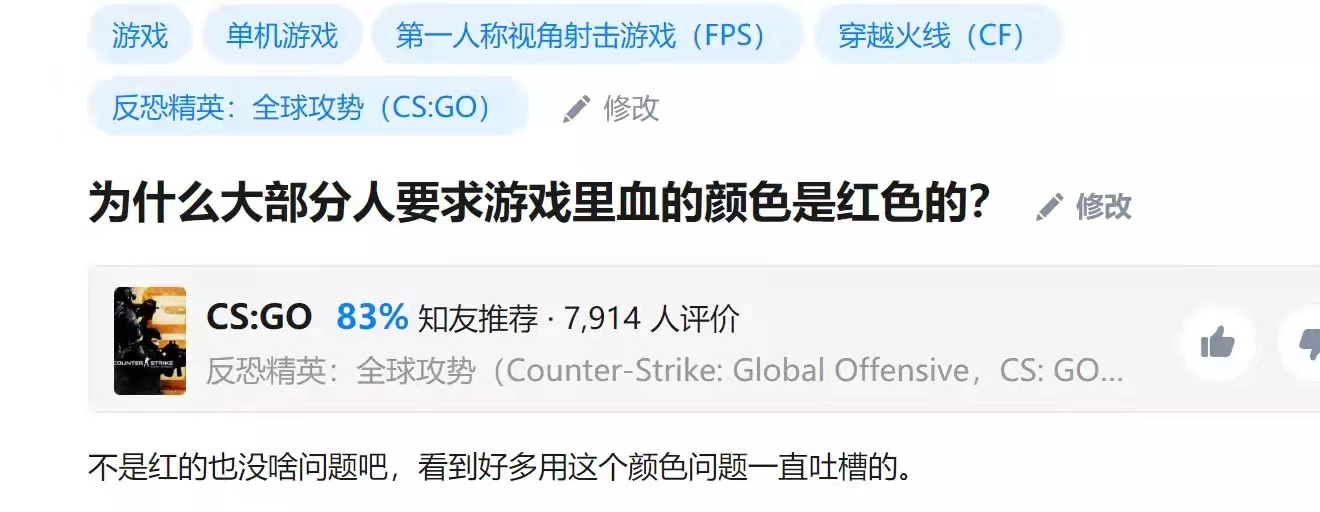 游戏 单机游戏 第一人称视角射击游戏（FPS） 穿越火线（CF）
反恐精英：全球攻势（CS:GO） 修改
为什么大部分人要求游戏里血的颜色是红色的？ 修改
CS:GO 83% 知友推荐 · 7,914 人评价
反恐精英：全球攻势（Counter-Strike: Global Offensive，CS: GO...
COUNTER STRIKE
不是红的也没啥问题吧，看到好多用这个颜色问题一直吐槽的。